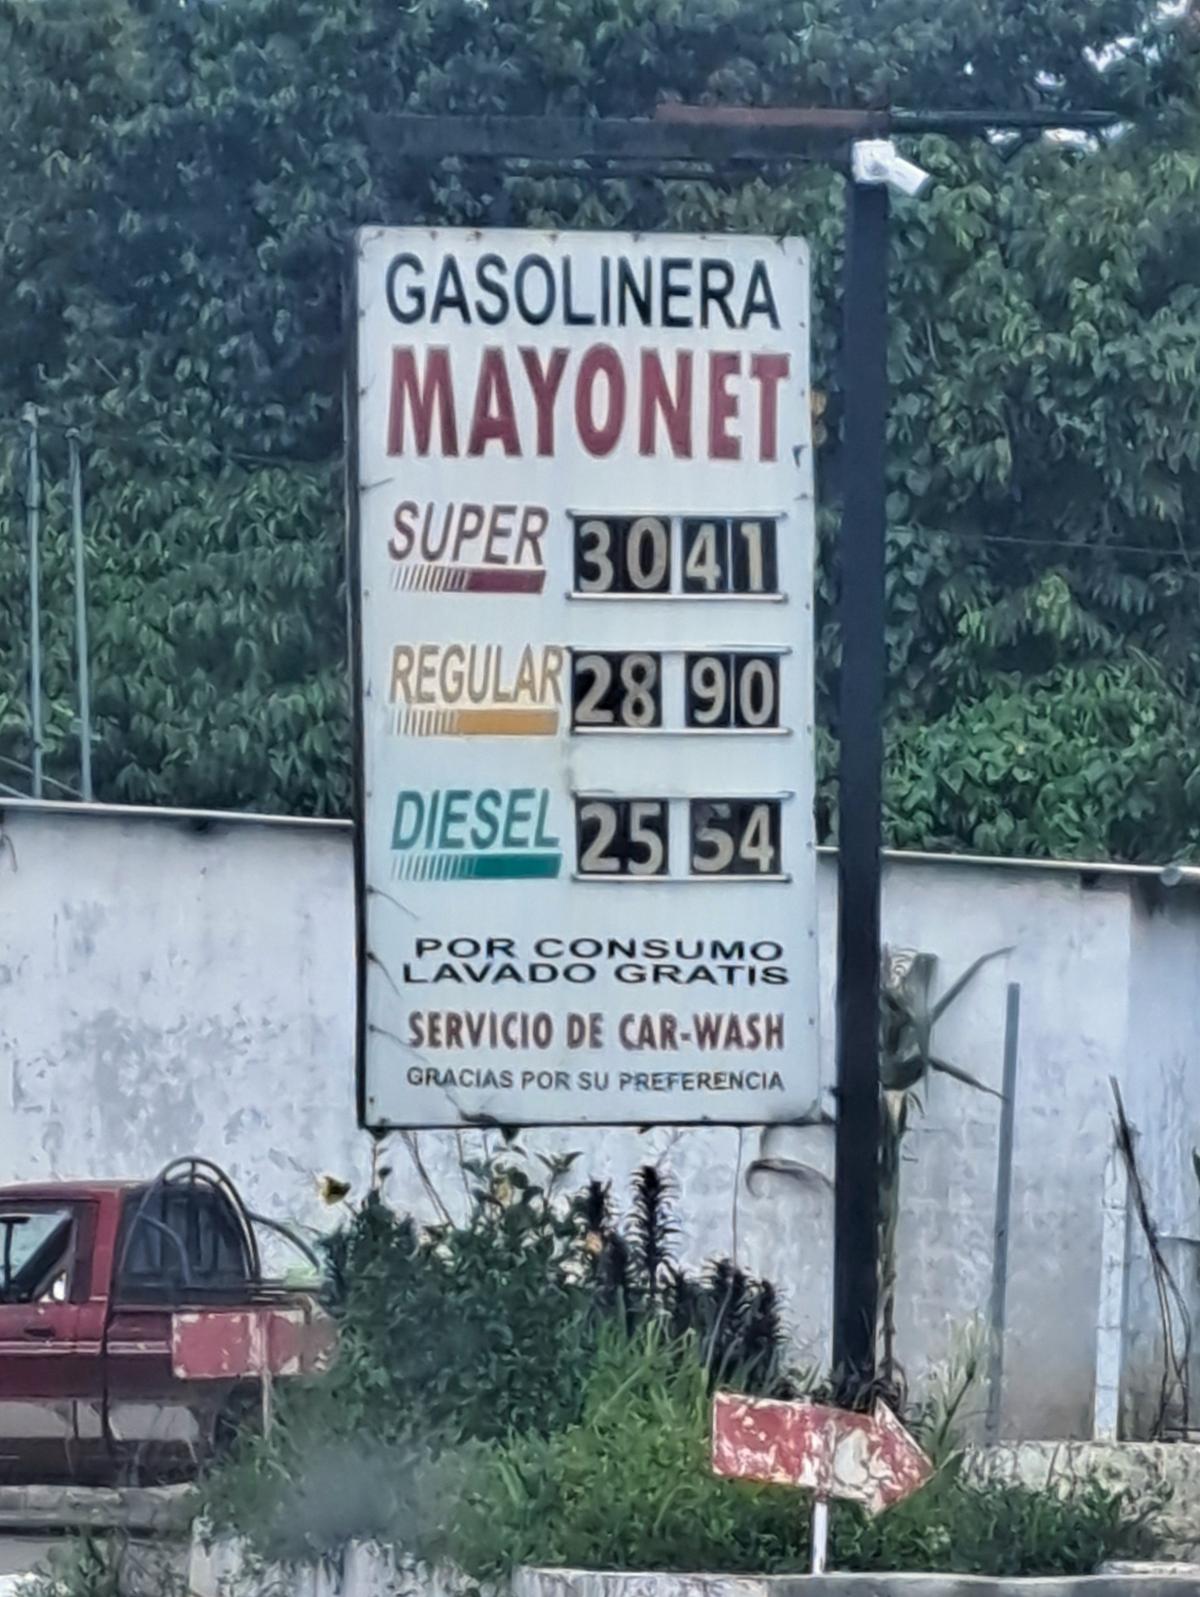 GASOLINERA
MAYONET
SUPER 30 41
REGULAR 28 90
DIESEL 25 54
POR CONSUMO
LAVADO GRATIS
SERVICIO DE CAR-WASH
GRACIAS POR SU PREFERENCIA